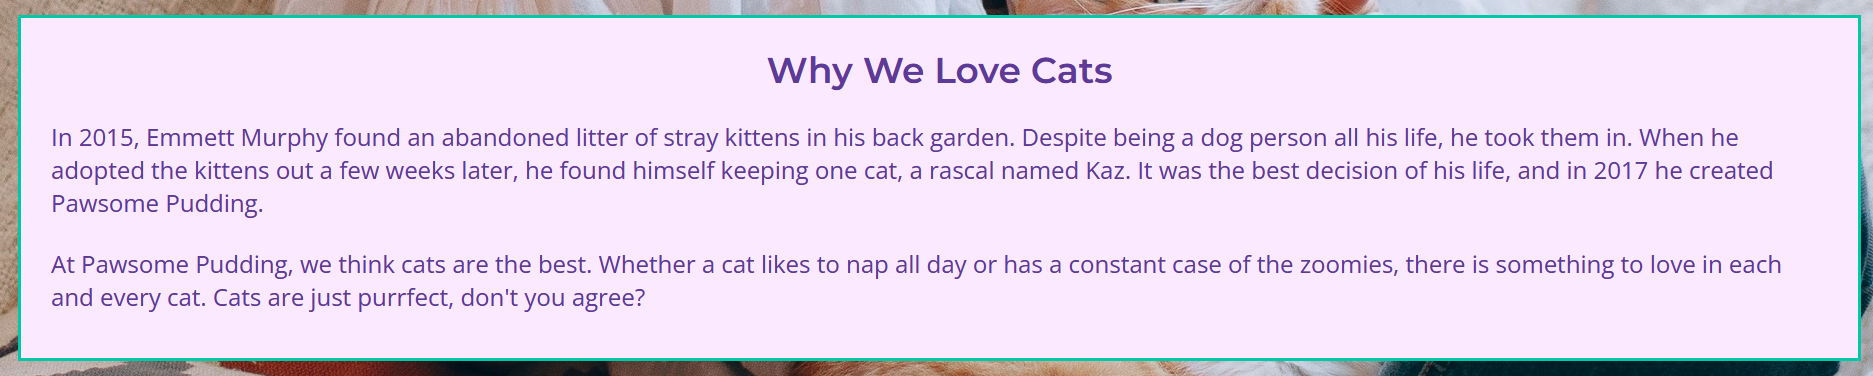 Why We Love Cats
In 2015, Emmett Murphy found an abandoned litter of stray kittens in his back garden. Despite being a dog person all his life, he took them in. When he
adopted the kittens out a few weeks later, he found himself keeping one cat, a rascal named Kaz. It was the best decision of his life, and in 2017 he created
Pawsome Pudding.
At Pawsome Pudding, we think cats are the best. Whether a cat likes to nap all day or has a constant case of the zoomies, there is something to love in each
and every cat. Cats are just purrfect, don't you agree?